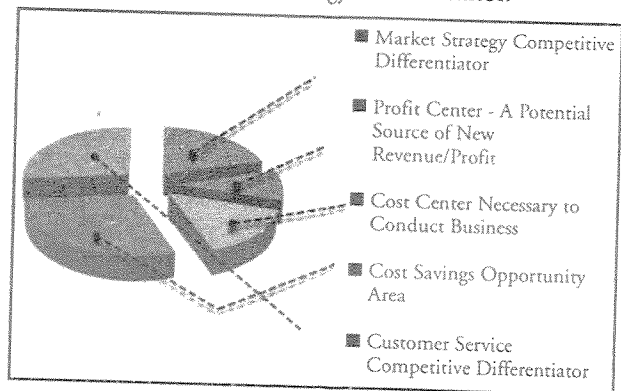 Market Strategy Competitive
Differentiator
Profit Center - A Potential
Source of New
Revenue/Profit
Cost Center Necessary to
Conduct Business
Cost Savings Opportunity
Area
Customer Service
Competitive Differentiator